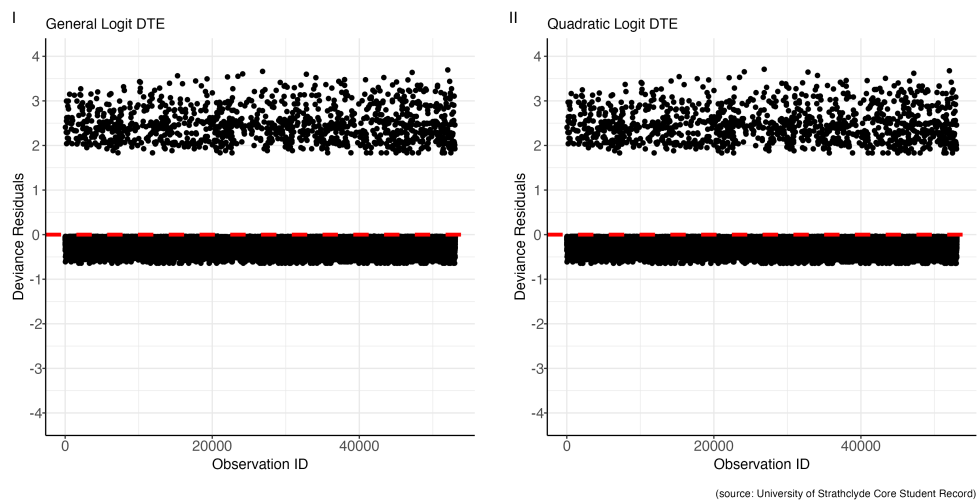 I
General Logit DTE
4
3
2
1
0
-1
-2
-3
-4
Deviance Residuals
0 20000 40000
Observation ID
II
Quadratic Logit DTE
4
3
2
1
0
-1
-2
-3
-4
Deviance Residuals
0 20000 40000
Observation ID
(source: University of Strathclyde Core Student Record)